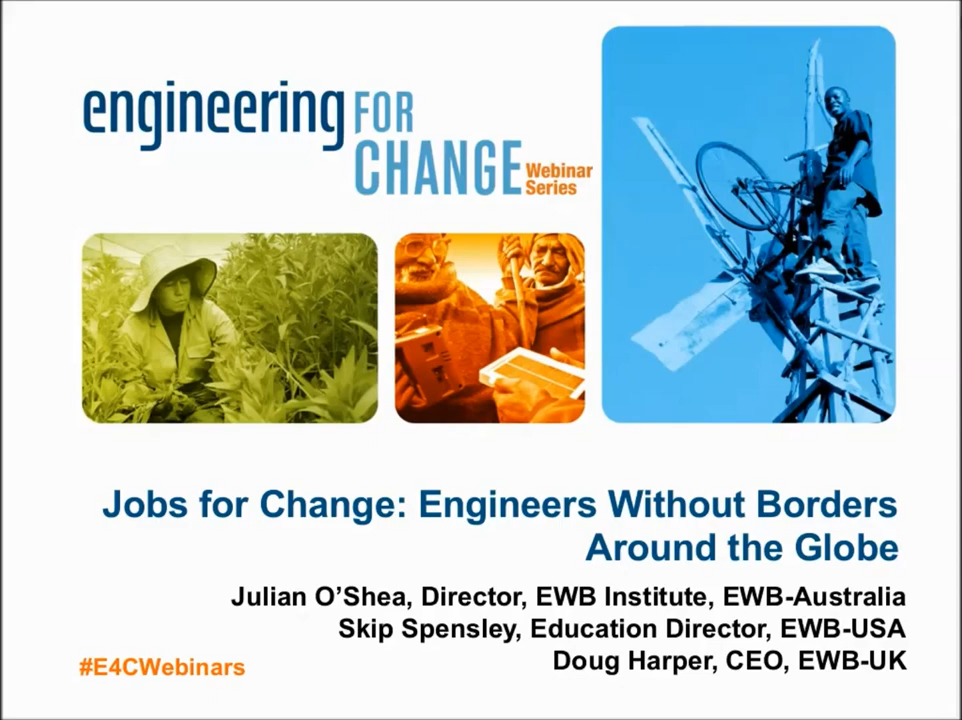 engineering FOR
CHANGE Webinar
Series
Jobs for Change: Engineers Without Borders
Around the Globe
Julian O’Shea, Director, EWB Institute, EWB-Australia
Skip Spensley, Education Director, EWB-USA
Doug Harper, CEO, EWB-UK
#E4CWebinars